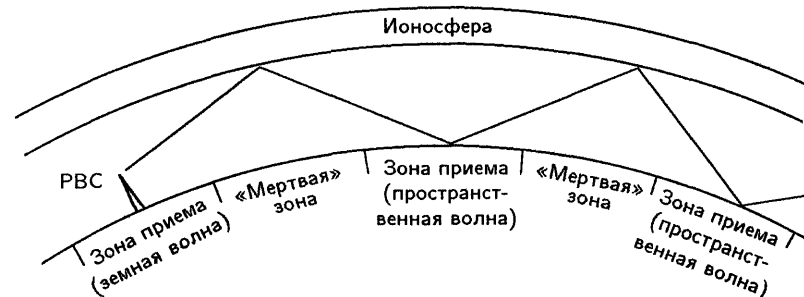 Ионосфера
РВС
Зона приема
(земная волна)
«Мертвая»
зона
Зона приема
(пространст-
венная волна)
«Мертвая»
зона
Зона приема
(пространст-
венная волна)